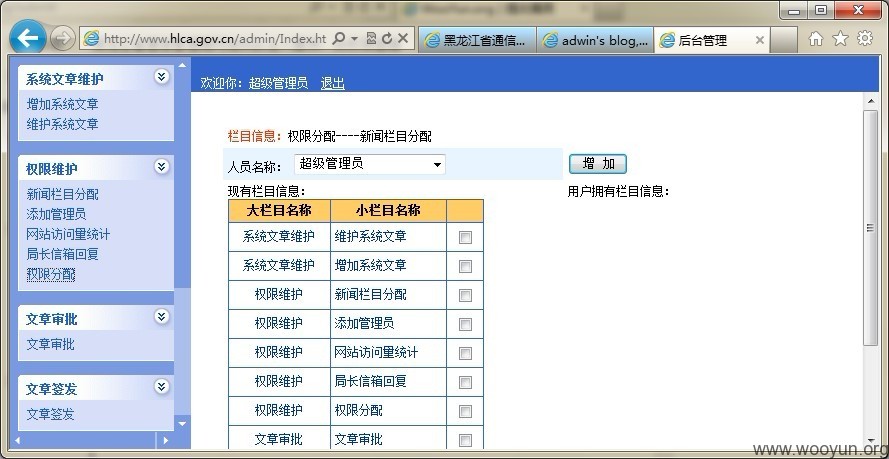 http://www.hlca.gov.cn/admin/Index.ht
黑龙江省通信...
adwin's blog,...
后台管理
系统文章维护
增加系统文章
维护系统文章
权限维护
新闻栏目分配
添加管理员
网站访问量统计
局长信箱回复
权限分配
文章审批
文章审批
文章签发
文章签发
欢迎你：超级管理员 退出
栏目信息：权限分配----新闻栏目分配
人员名称： 超级管理员 增 加
现有栏目信息： 用户拥有栏目信息：
大栏目名称 小栏目名称
系统文章维护 维护系统文章
系统文章维护 增加系统文章
权限维护 新闻栏目分配
权限维护 添加管理员
权限维护 网站访问量统计
权限维护 局长信箱回复
权限维护 权限分配
文章审批 文章审批
www.wooyun.org